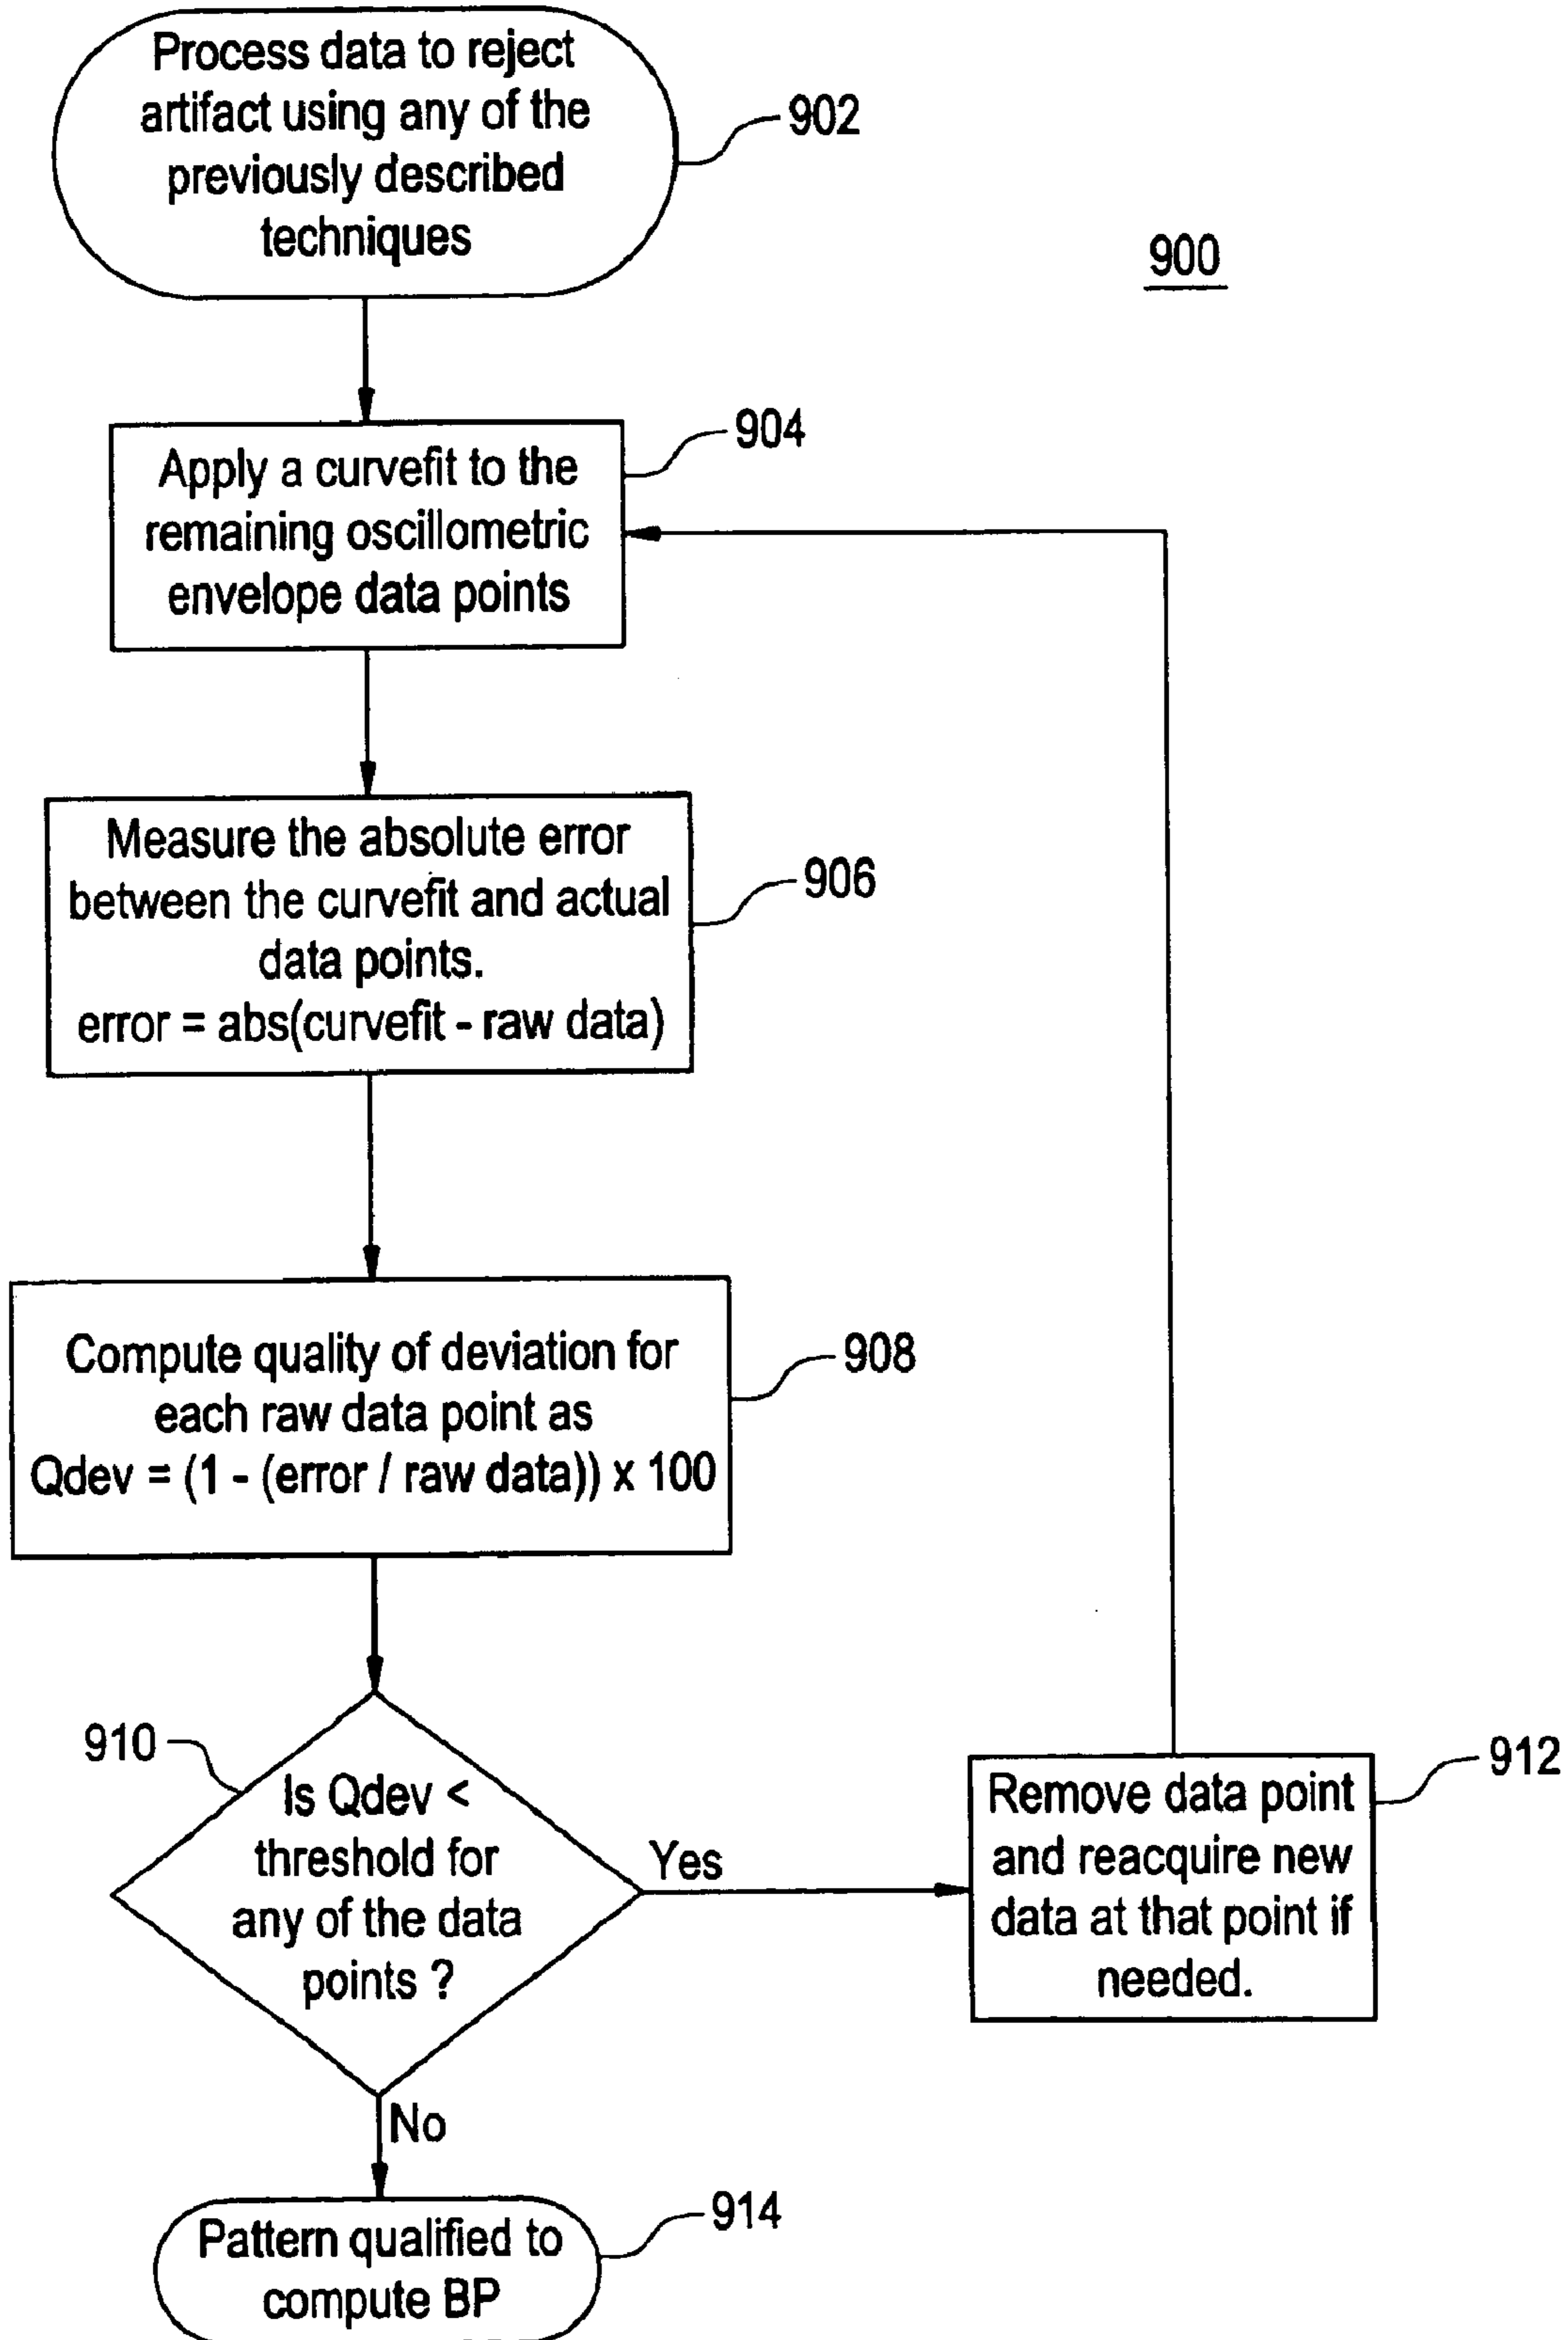 Process data to reject
artifact using any of the
previously described
techniques
902
900
Apply a curvefit to the
remaining oscillometric
envelope data points
904
Measure the absolute error
between the curvefit and actual
data points.
error = abs(curvefit - raw data)
906
Compute quality of deviation for
each raw data point as
Qdev = (1 - (error / raw data)) x 100
908
910
Is Qdev <
threshold for
any of the data
points ?
Yes
Remove data point
and reacquire new
data at that point if
needed.
912
No
Pattern qualified to
compute BP
914